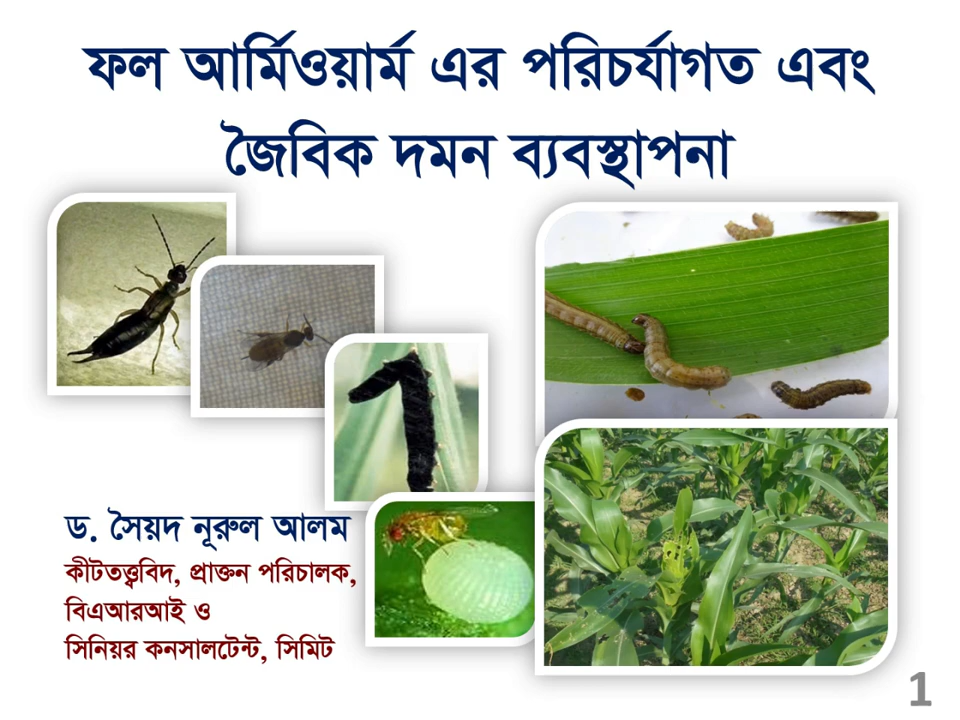 ফল আর্মিওয়ার্ম এর পরিচর্যাগত এবং
জৈবিক দমন ব্যবস্থাপনা
ড. সৈয়দ নূরুল আলম
কীটতত্ত্ববিদ, প্রাক্তন পরিচালক,
বিএআরআই ও
সিনিয়র কনসালটেন্ট, সিমিট
1